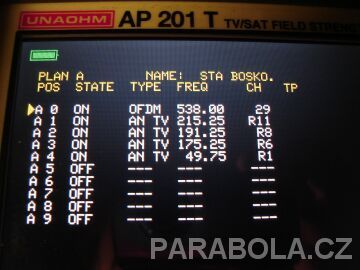 UNAOHM AP 201 T TV/SAT FIELD STRENG
PLAN A NAME: STA BOSKO.
POS STATE TYPE FREQ CH TP
A 0 ON OFDM 538.00 29
A 1 ON AN TV 215.25 R11
A 2 ON AN TV 191.25 R8
A 3 ON AN TV 175.25 R6
A 4 ON AN TV 49.75 R1
A 5 OFF --- --- ---
A 6 OFF --- --- ---
A 7 OFF --- --- ---
A 8 OFF --- --- ---
A 9 OFF --- --- ---
PARABOLA.CZ